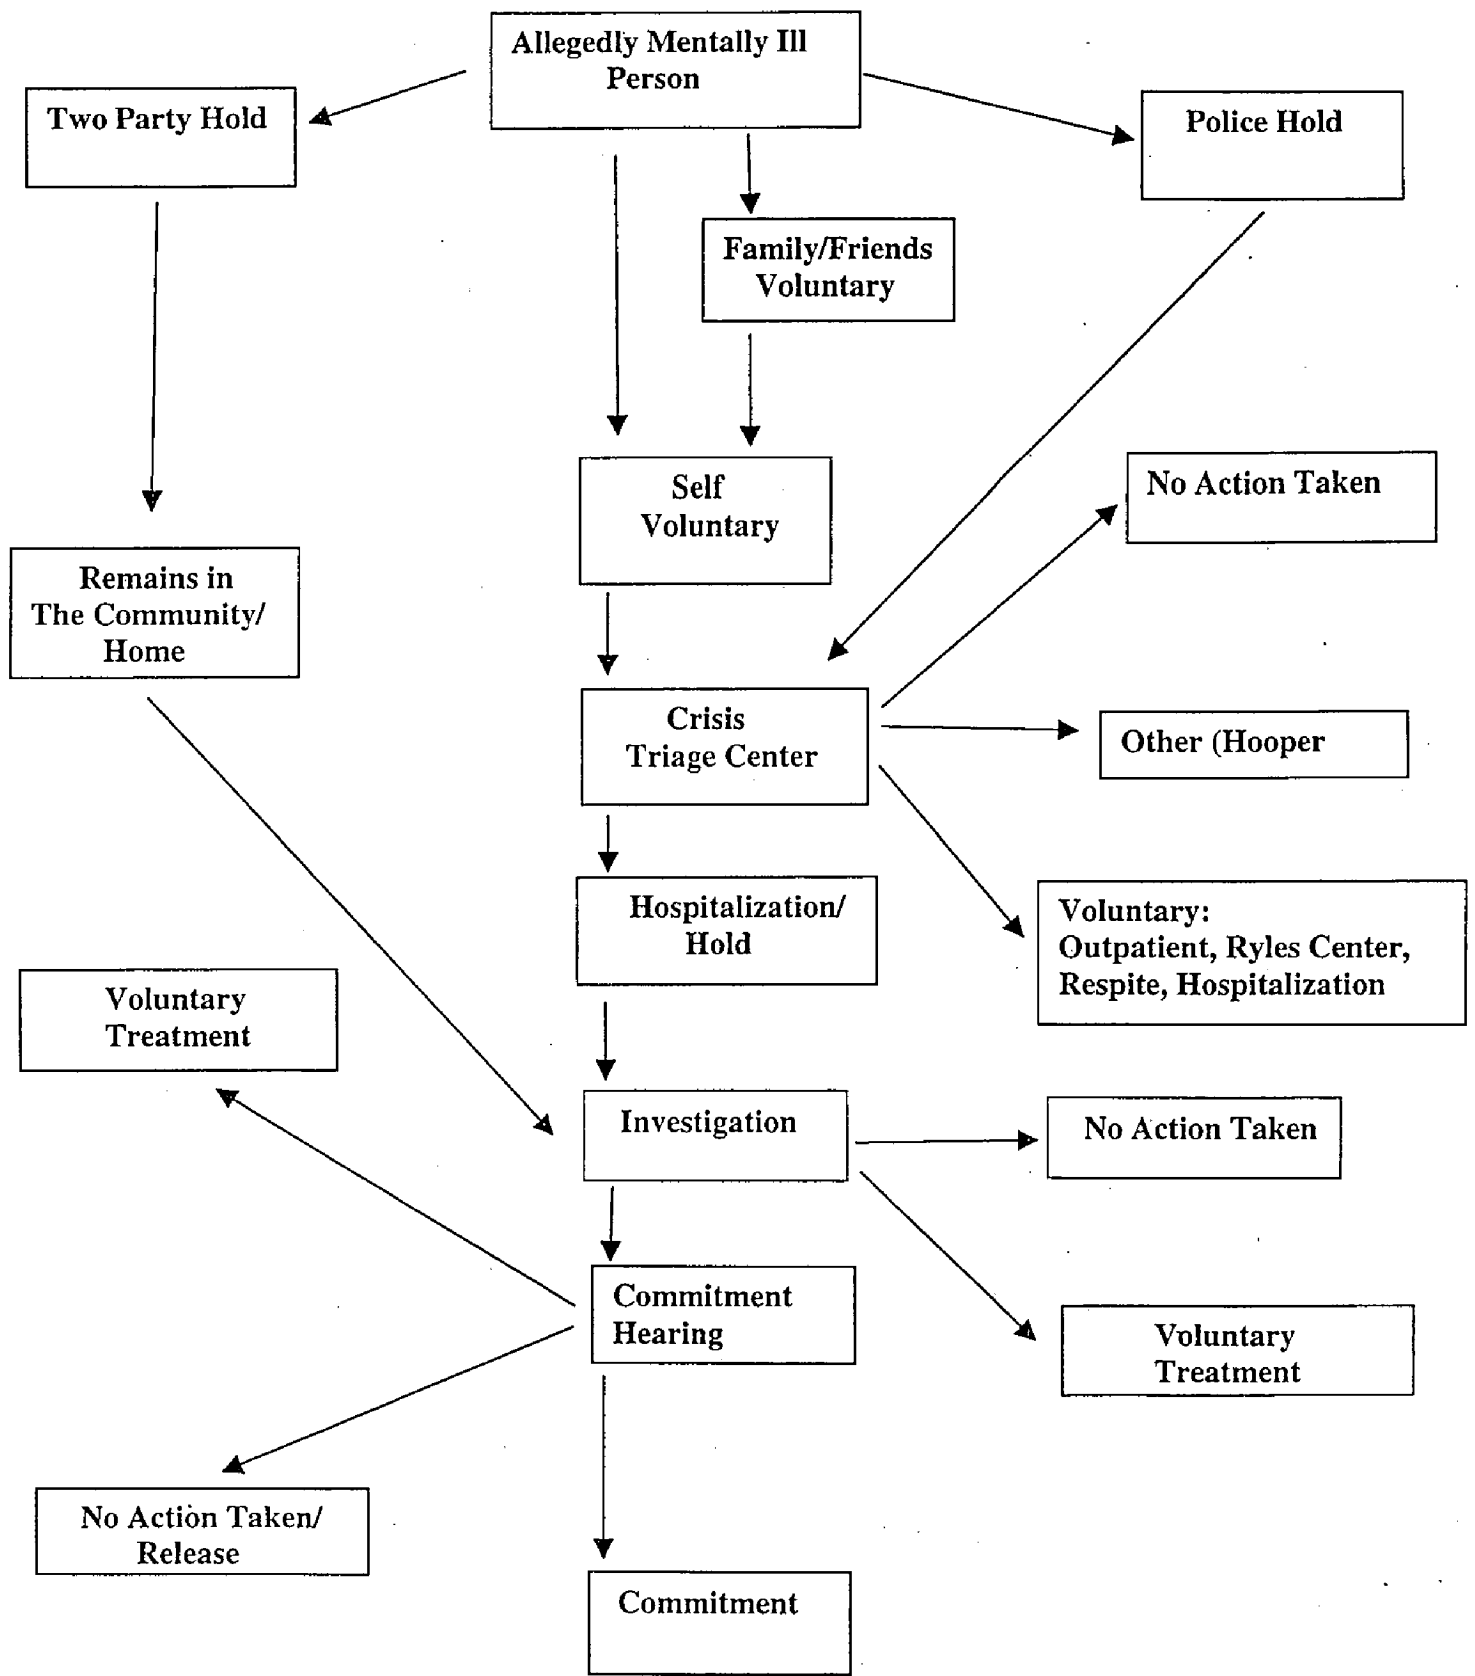 Allegedly Mentally Ill
Person
Two Party Hold
Police Hold
Family/Friends
Voluntary
Self
Voluntary
No Action Taken
Remains in
The Community/
Home
Crisis
Triage Center
Other (Hooper
Hospitalization/
Hold
Voluntary:
Outpatient, Ryles Center,
Respite, Hospitalization
Voluntary
Treatment
Investigation
No Action Taken
Commitment
Hearing
Voluntary
Treatment
No Action Taken/
Release
Commitment